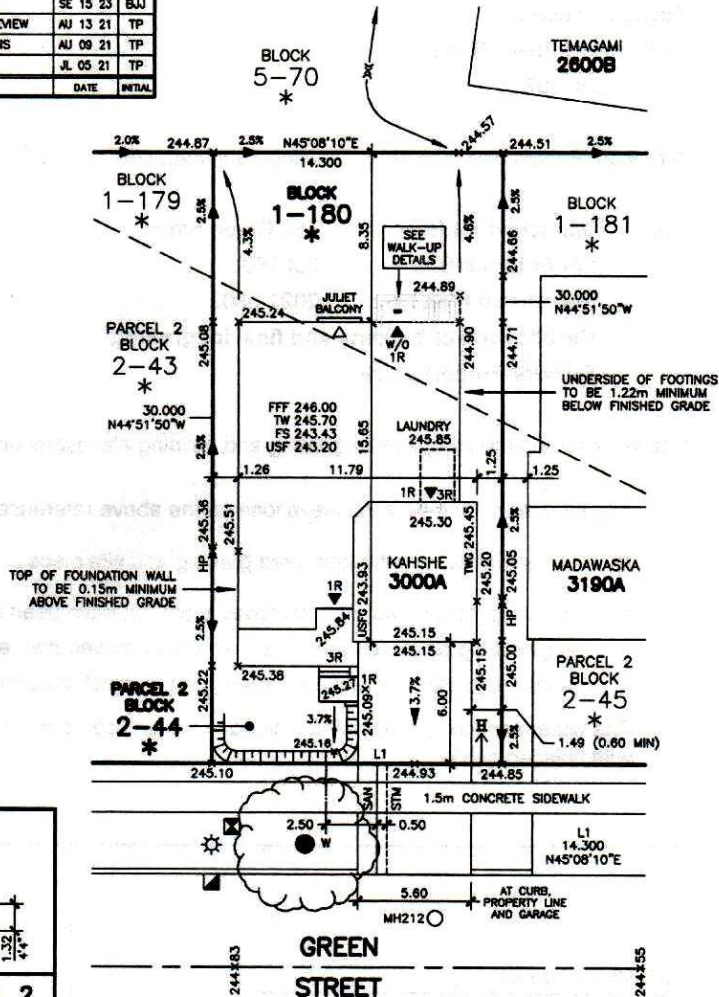 SE 15 23 BJJ
EVIEW AU 13 21 TP
IS AU 09 21 TP
JL 05 21 TP
DATE INITIAL
BLOCK
5-70
*
TEMAGAMI
2600B
2.0%
244.87
2.5%
N45°08'10"E
14.300
244.57
244.51
2.5%
BLOCK
1-179
*
BLOCK
1-180
*
BLOCK
1-181
*
2.5%
4.3%
8.35
SEE
WALK-UP
DETAILS
4.6%
2.5%
244.66
244.89
30.000
N44°51'50"W
JULIET
BALCONY
245.24
W/O
1R
245.08
244.90
244.71
PARCEL 2
BLOCK
2-43
*
30.000
N44°51'50"W
UNDERSIDE OF FOOTINGS
TO BE 1.22m MINIMUM
BELOW FINISHED GRADE
FFF 246.00
TW 245.70
FS 243.43
USF 243.20
15.65
LAUNDRY
245.85
2.5%
1.26
11.79
1.25
1.25
1R 3R
245.30
245.36
245.51
TWG 245.45
245.20
2.5%
245.05
HP
HP
TOP OF FOUNDATION WALL
TO BE 0.15m MINIMUM
ABOVE FINISHED GRADE
USFG 243.93
KAHSHE
3000A
MADAWASKA
3190A
1R
245.84
2.5%
245.15
245.15
245.15
245.00
3R
245.38
245.22
245.27
1R
245.09
3.7%
6.00
PARCEL 2
BLOCK
2-44
*
PARCEL 2
BLOCK
2-45
*
3.7%
245.16
2.5%
1.49 (0.60 MIN)
245.10
L1
244.93
244.85
SAN
STM
1.5m CONCRETE SIDEWALK
2.50
0.50
W
L1
14.300
N45°08'10"E
5.60
AT CURB,
PROPERTY LINE
AND GARAGE
MH212
1.32
4'4"
2
GREEN
STREET
244X83
244X55